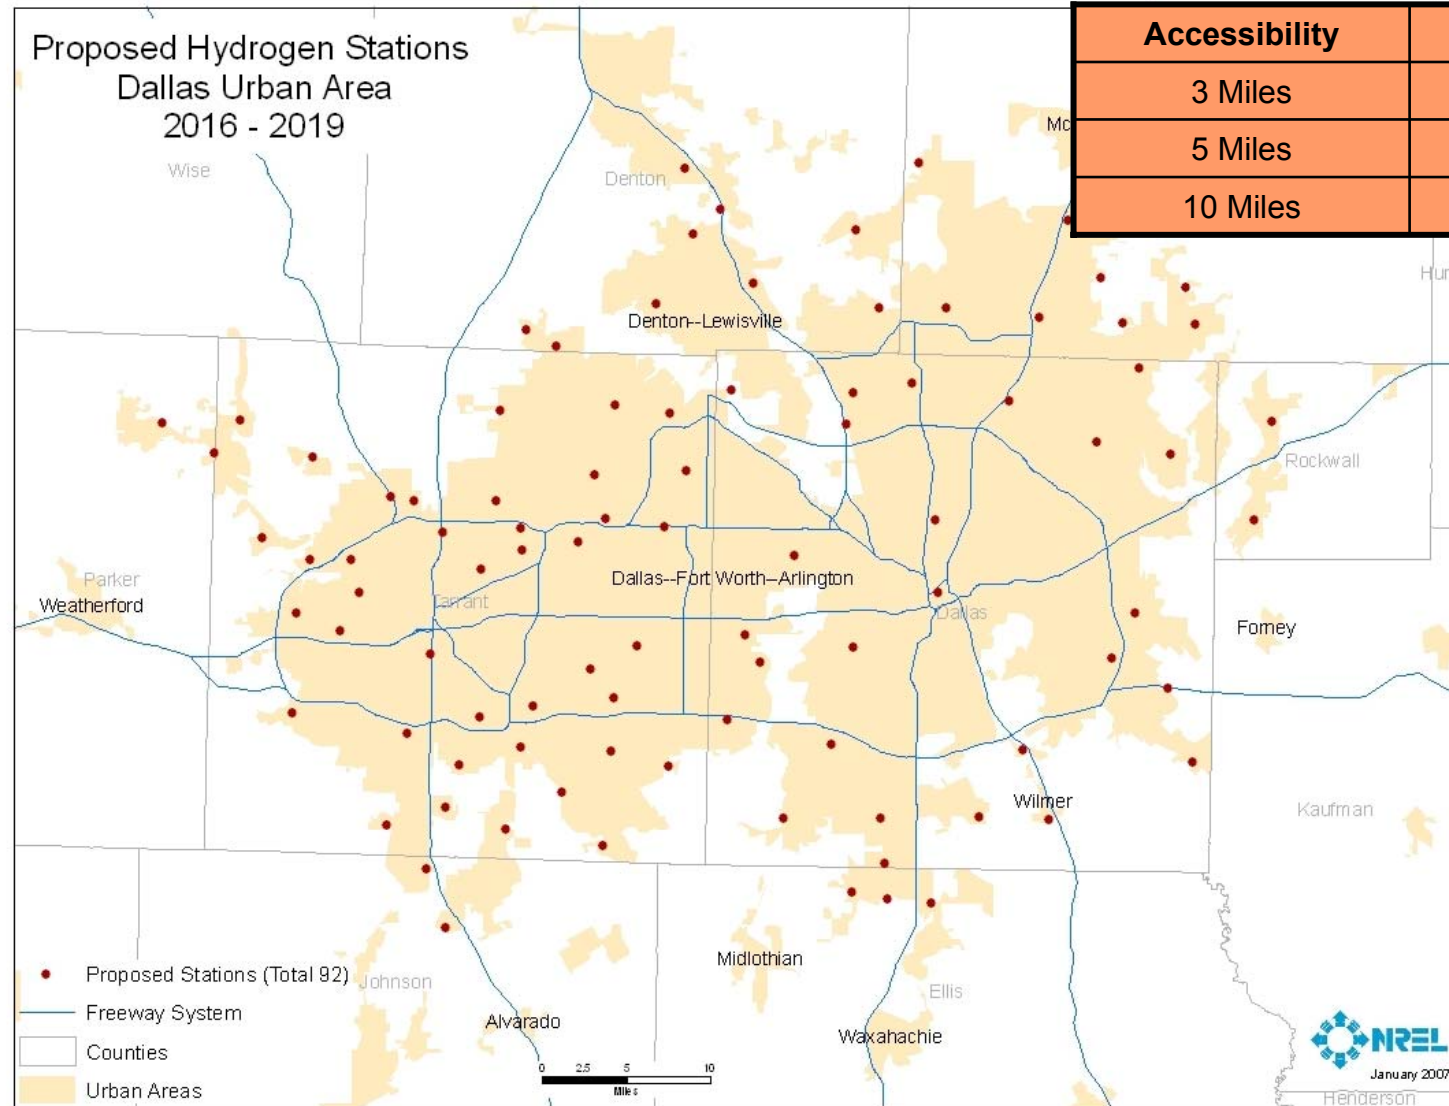 Proposed Hydrogen Stations
Dallas Urban Area
2016 - 2019
Accessibility
3 Miles
5 Miles
10 Miles
Mc
Wise
Denton
Hun
Denton--Lewisville
Rockwall
Parker
Weatherford
Tarrant
Dallas--Fort Worth--Arlington
Dallas
Forney
Wilmer
Kaufman
Midlothian
Johnson
Ellis
Alvarado
Waxahachie
Proposed Stations (Total 92)
Freeway System
Counties
Urban Areas
0 2.5 5 10
Miles
NREL
January 2007
Henderson